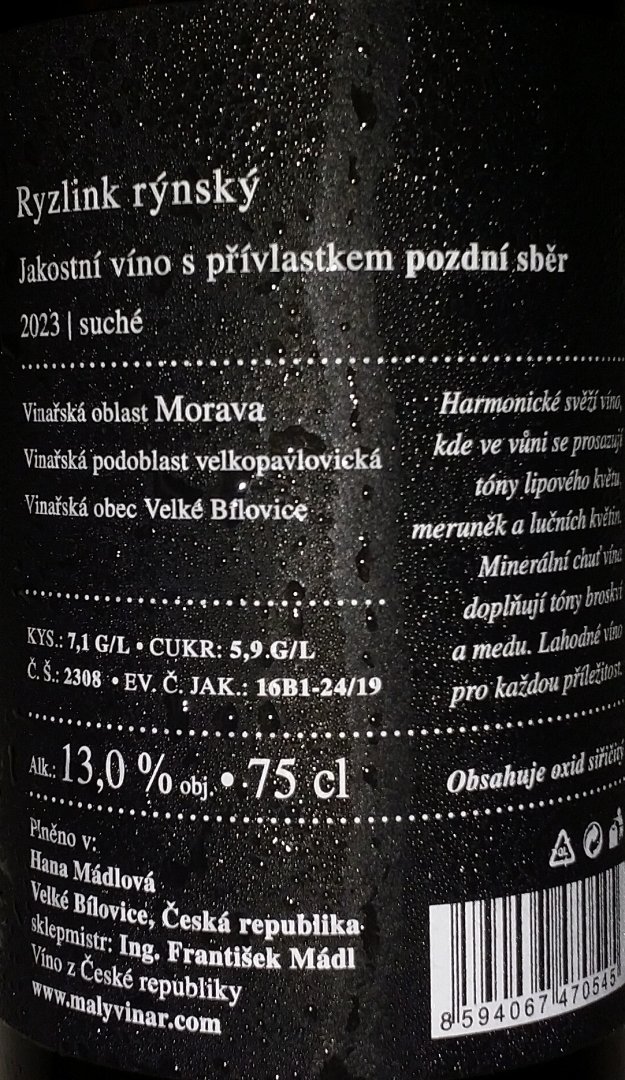 Ryzlink rýnský
Jakostní víno s přívlastkem pozdní sběr
2023 | suché
Vinařská oblast Morava
Vinařská podoblast velkopavlovická
Vinařská obec Velké Bílovice
Harmonické svěží víno,
kde ve vůni se prosazují
tóny lipového květu,
meruněk a lučních květin.
Minerální chuť vína
doplňují tóny broskví
a medu. Lahodné víno
pro každou příležitost.
KYS.: 7,1 G/L • CUKR: 5,9 G/L
Č. Š.: 2308 • EV. Č. JAK.: 16B1-24/19
Alk.: 13,0 % obj. • 75 cl
Obsahuje oxid siřičitý
Plněno v:
Hana Mádlová
Velké Bílovice, Česká republika
sklepmistr: Ing. František Mádl
Víno z České republiky
www.malyvinar.com
8 594067 470545